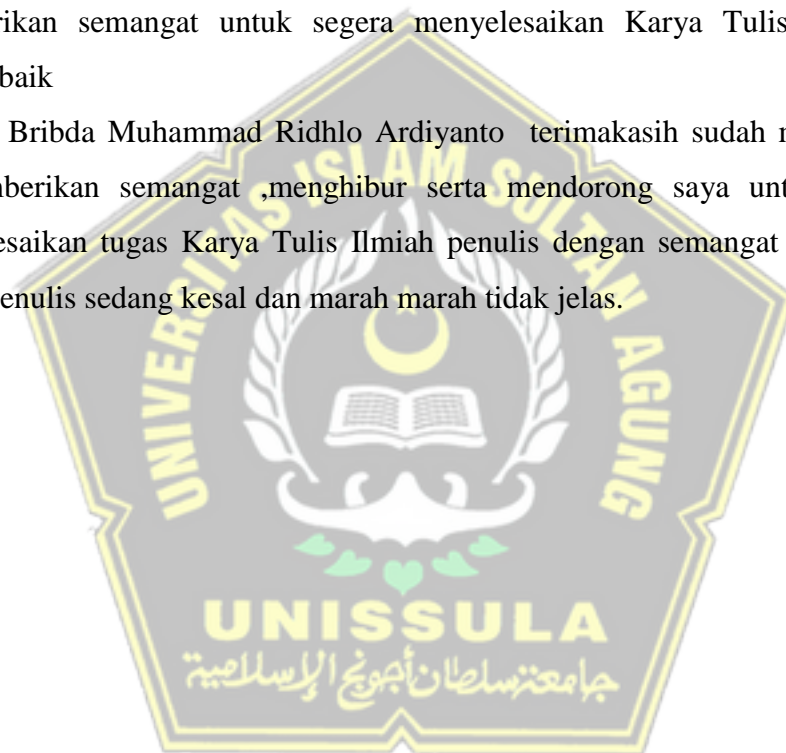 rikan semangat untuk segera menyelesaikan Karya Tulis
baik
Bribda Muhammad Ridhlo Ardiyanto terimakasih sudah
berikan semangat ,menghibur serta mendorong saya
esaikan tugas Karya Tulis Ilmiah penulis dengan semangat
enulis sedang kesal dan marah marah tidak jelas.
UNIVERSITAS ISLAM SULTAN AGUNG
UNISSULA
جامعة سلطان أجونج الإسلامية